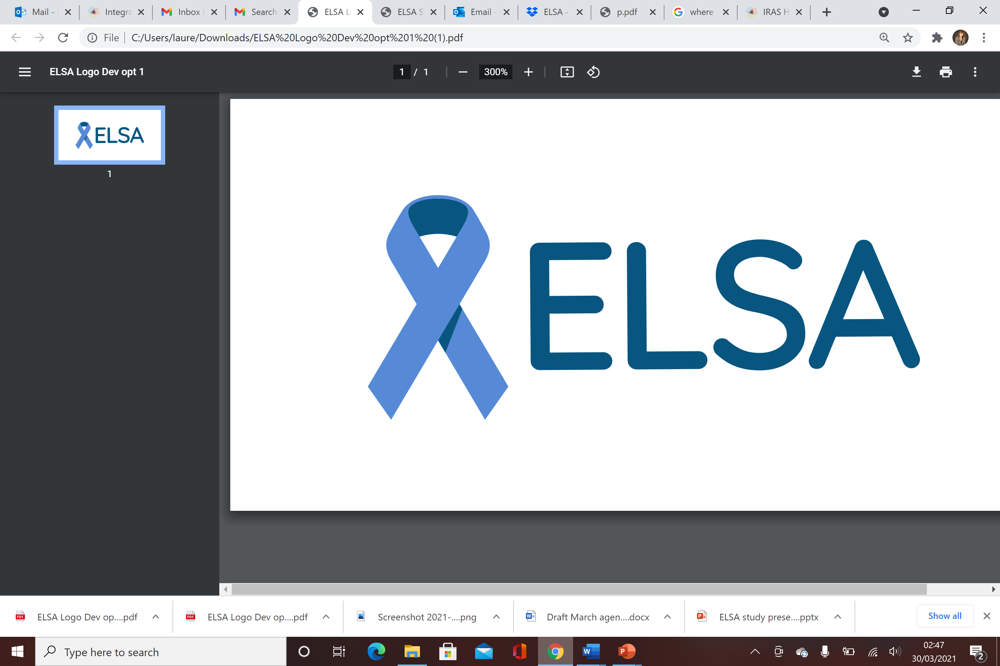 Mail -
Integra
Inbox (
Search
ELSA L
ELSA S
Email -
ELSA -
p.pdf
where
IRAS H
File
C:/Users/laure/Downloads/ELSA%20Logo%20Dev%20opt%201%20(1).pdf
ELSA Logo Dev opt 1
1 / 1
300%
ELSA
1
ELSA
ELSA Logo Dev op....pdf
ELSA Logo Dev op....pdf
Screenshot 2021-....png
Draft March agen....docx
ELSA study prese....pptx
Show all
Type here to search
02:47
30/03/2021
2